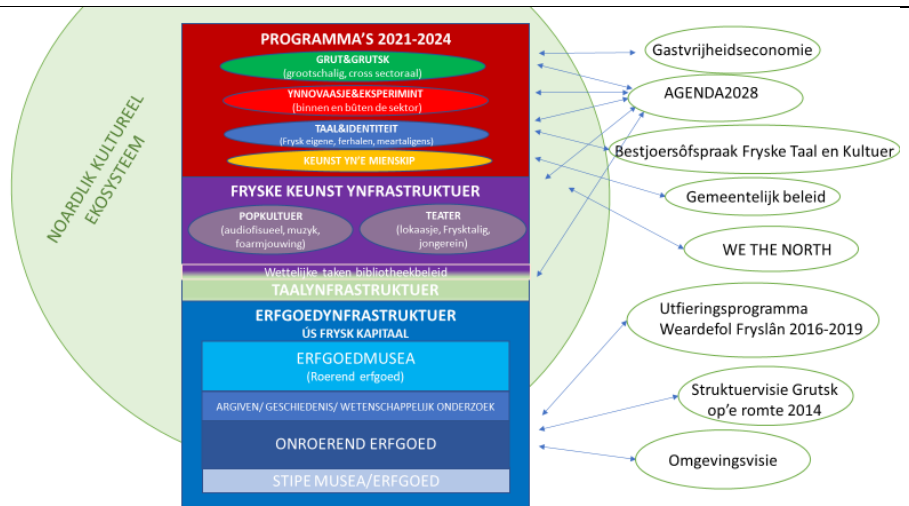 NOARDLIK KULTUREEL
EKOSYSTEEM
PROGRAMMA'S 2021-2024
GRUT&GRUTSK
(grootschalig, cross sectoraal)
YNNOVAASJE&EKSPERIMINT
(binnen en bûten de sektor)
TAAL&IDENTITEIT
(Frysk eigene, ferhalen, meartaligens)
KEUNST YN'E MIENSKIP
FRYSKE KEUNST YNFRASTRUKTUER
POPKULTUER
(audiofisueel, muzyk,
foarmjouwing)
TEATER
(lokaasje, Frysktalig,
jongerein)
Wettelijke taken bibliotheekbeleid
TAALYNFRASTRUKTUER
ERFGOEDYNFRASTRUKTUER
ÚS FRYSK KAPITAAL
ERFGOEDMUSEA
(Roerend erfgoed)
ARGIVEN/ GESCHIEDENIS/ WETENSCHAPPELIJK ONDERZOEK
ONROEREND ERFGOED
STIPE MUSEA/ERFGOED
Gastvrijheidseconomie
AGENDA2028
Bestjoersôfspraak Fryske Taal en Kultuer
Gemeentelijk beleid
WE THE NORTH
Utfieringsprogramma
Weardefol Fryslân 2016-2019
Struktuervisie Grutsk
op'e romte 2014
Omgevingsvisie